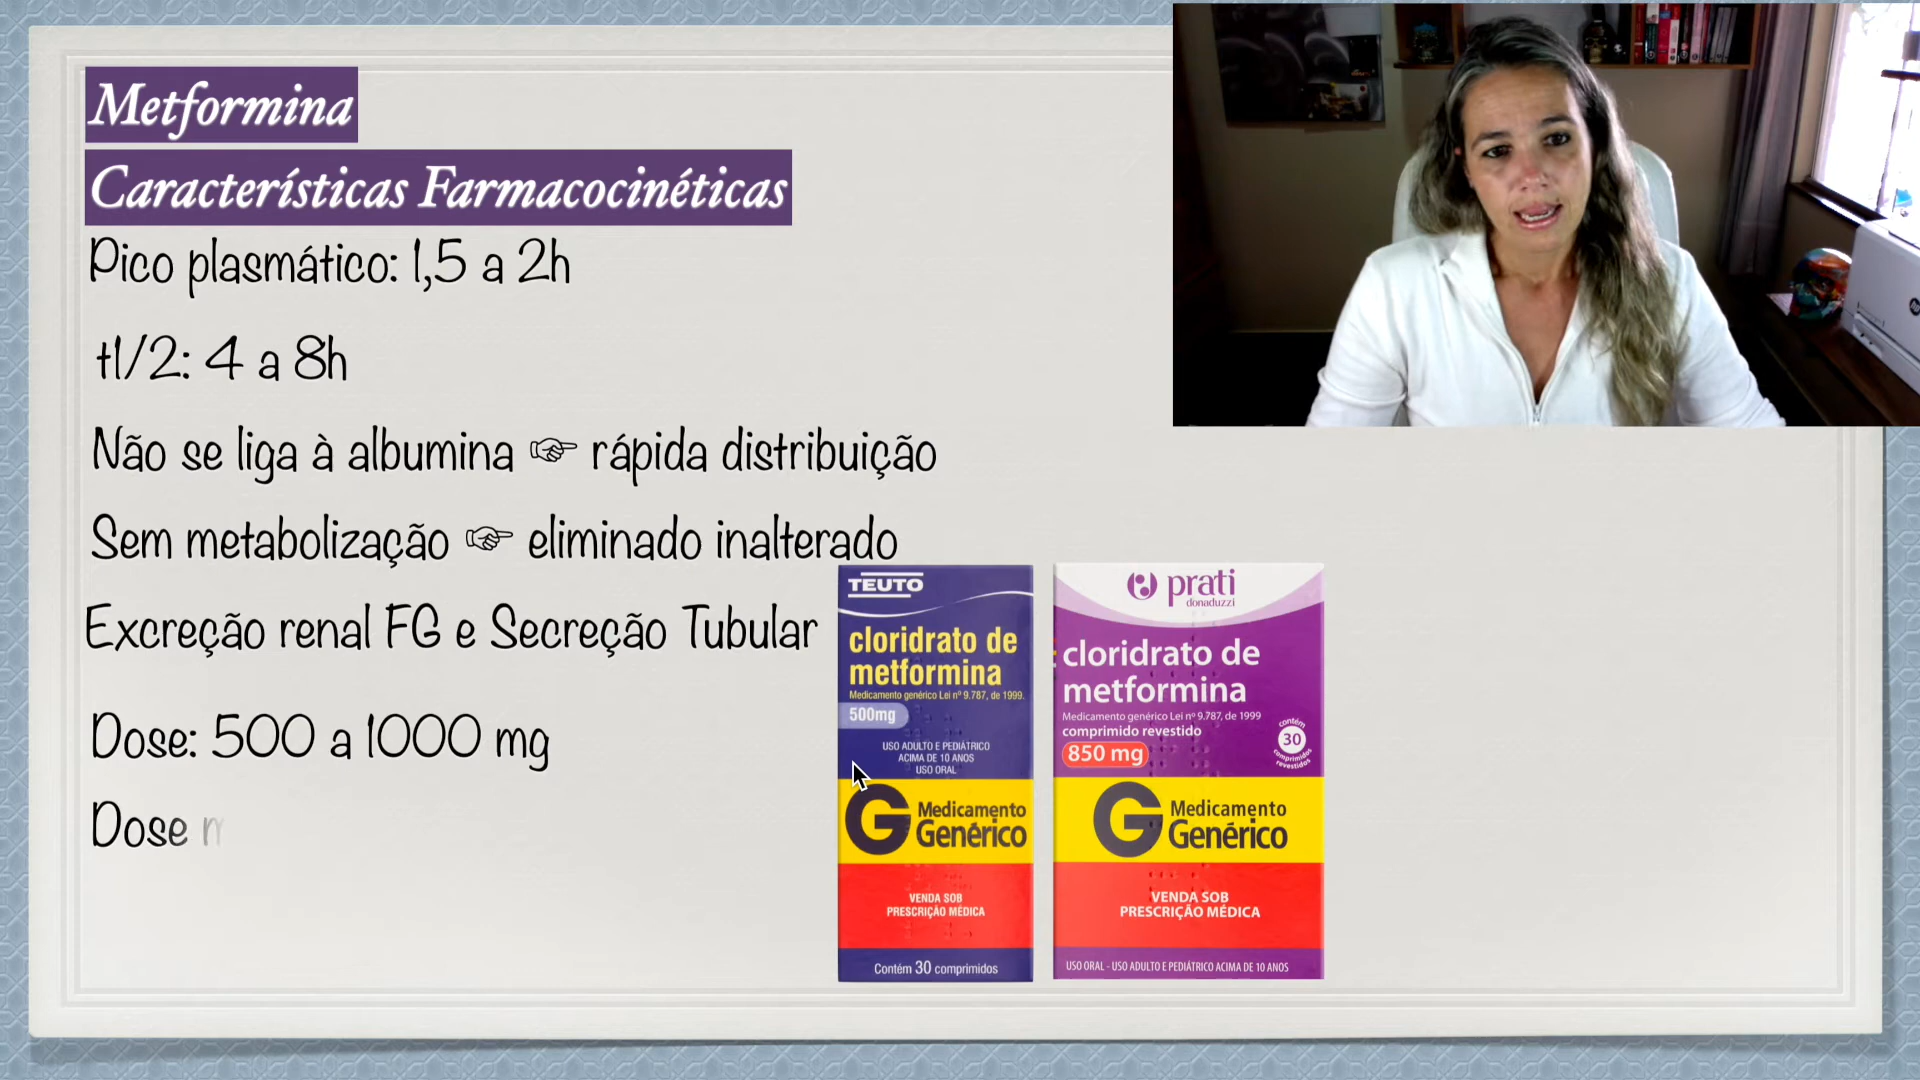 Metformina
Características Farmacocinéticas
Pico plasmático: 1,5 a 2h
t1/2: 4 a 8h
Não se liga à albumina ☞ rápida distribuição
Sem metabolização ☞ eliminado inalterado
Excreção renal FG e Secreção Tubular
Dose: 500 a 1000 mg
Dose m
TEUTO
cloridrato de
metformina
Medicamento genérico Lei nº 9.787, de 1999.
500mg
USO ADULTO E PEDIÁTRICO
ACIMA DE 10 ANOS
USO ORAL
G Medicamento
Genérico
VENDA SOB
PRESCRIÇÃO MÉDICA
Contém 30 comprimidos
prati
donaduzzi
cloridrato de
metformina
Medicamento genérico Lei nº 9.787, de 1999
comprimido revestido
850 mg
contém
30
comprimidos
revestidos
G Medicamento
Genérico
VENDA SOB
PRESCRIÇÃO MÉDICA
USO ORAL - USO ADULTO E PEDIÁTRICO ACIMA DE 10 ANOS